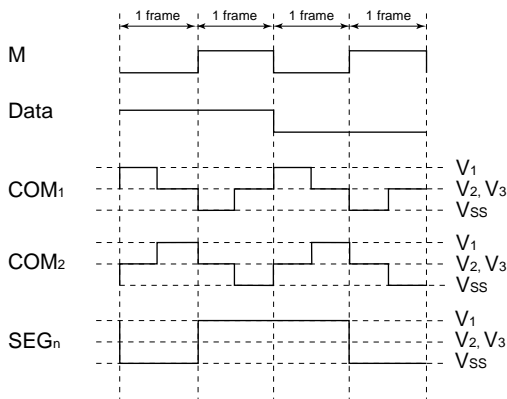 1 frame 1 frame 1 frame 1 frame
M
Data
V1
COM1 V2, V3
VSS
V1
COM2 V2, V3
VSS
V1
SEGn V2, V3
VSS